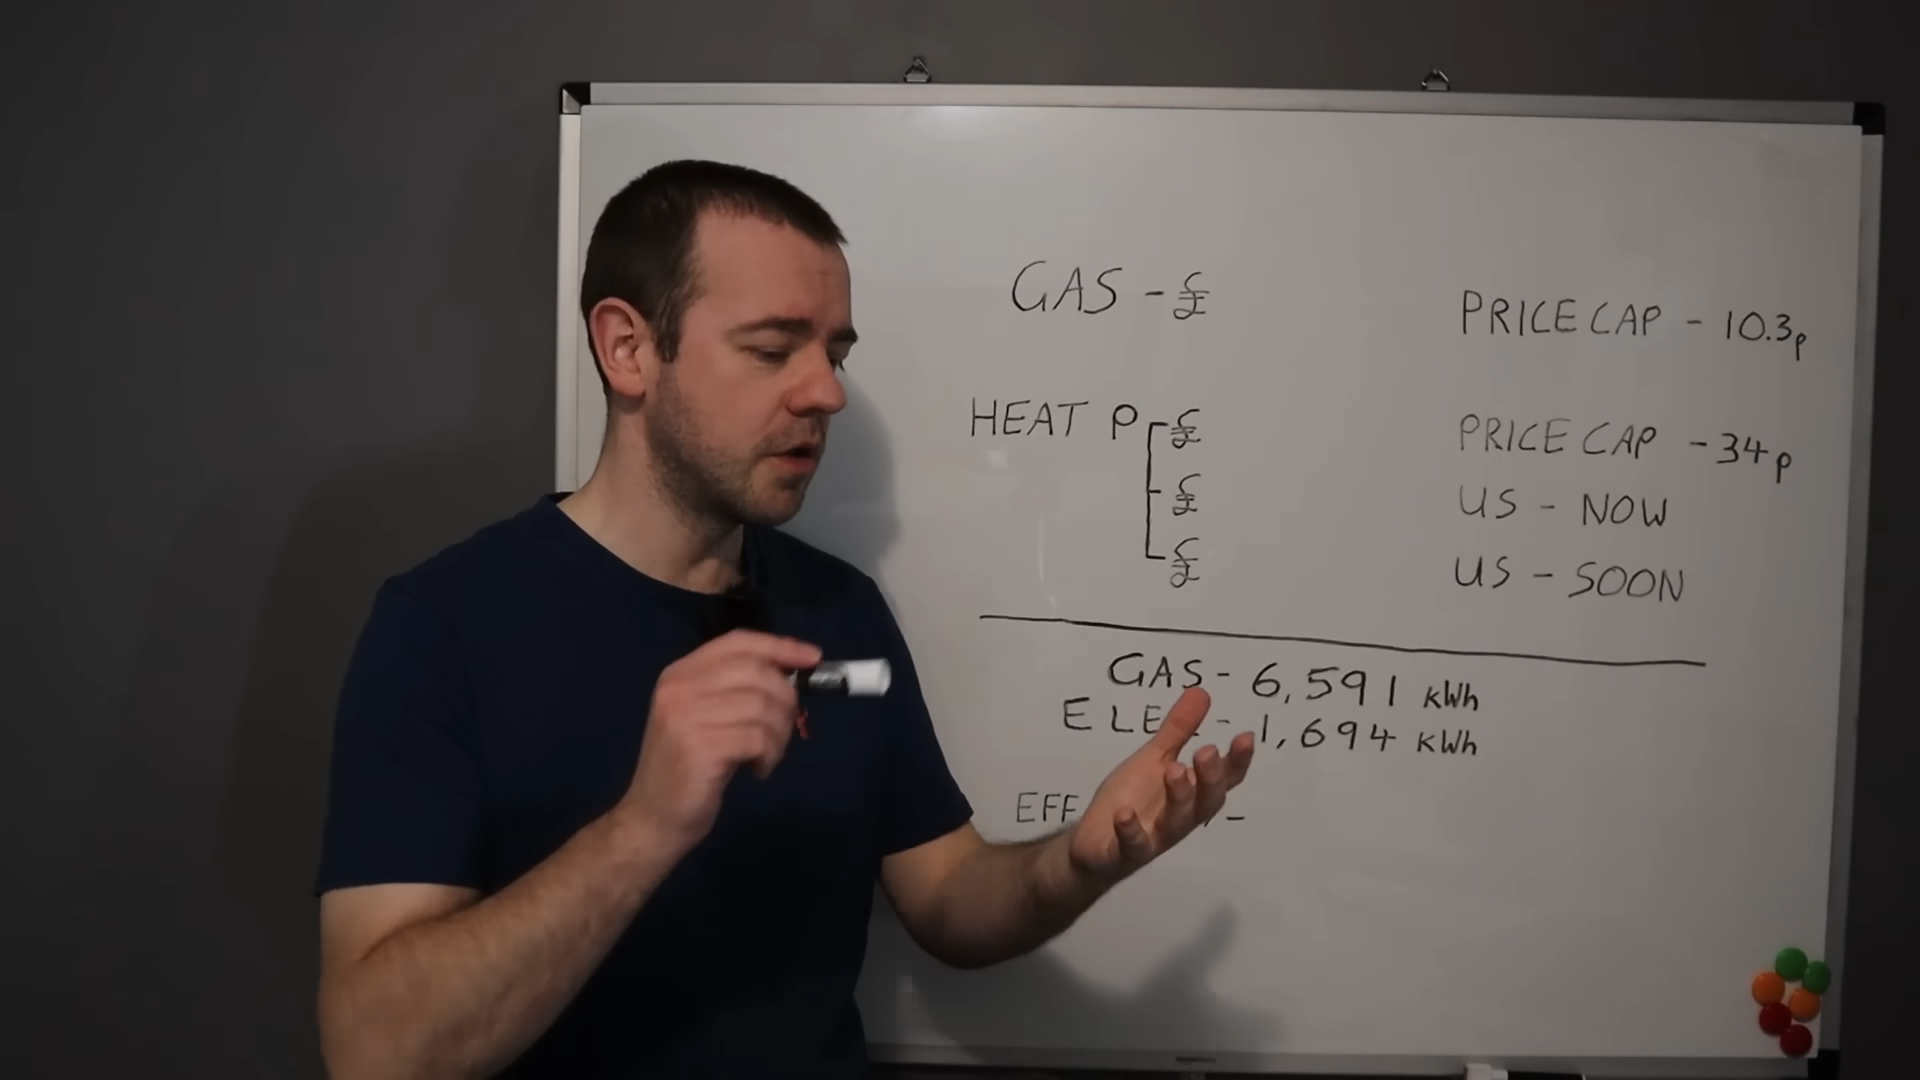 GAS - £
PRICE CAP - 10.3p
HEAT P £
PRICE CAP - 34p
£
US - NOW
£
US - SOON
GAS - 6,591 kWh
- 1,694 kWh
-